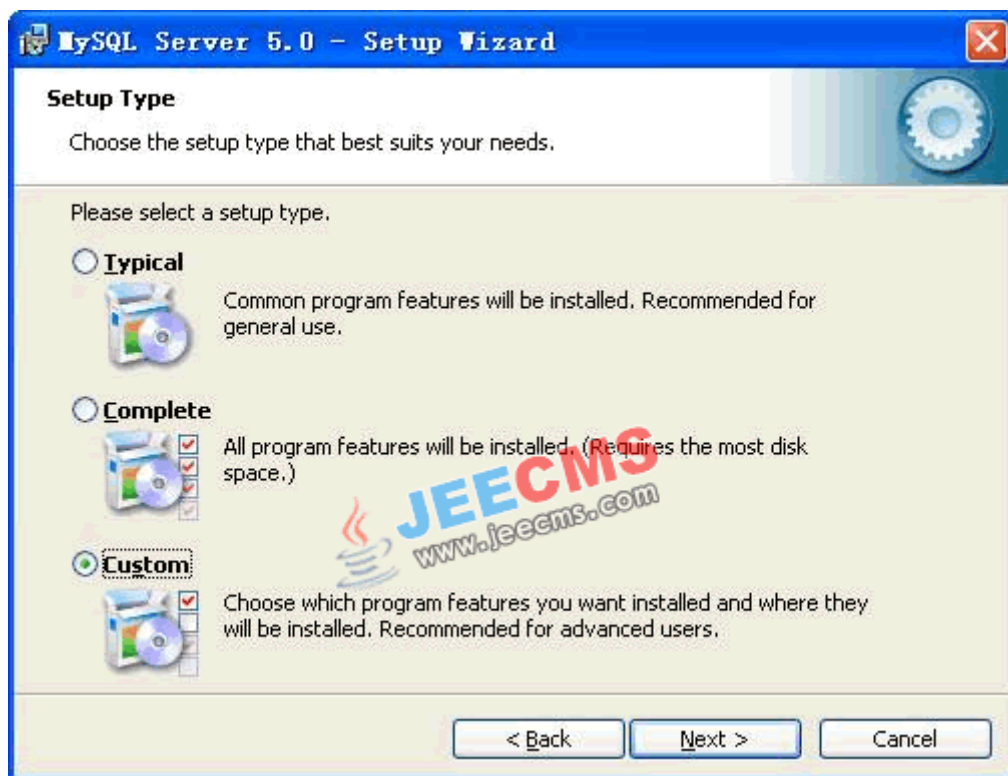 MySQL Server 5.0 - Setup Wizard
Setup Type
Choose the setup type that best suits your needs.
Please select a setup type.
Typical
Common program features will be installed. Recommended for
general use.
Complete
All program features will be installed. (Requires the most disk
space.)
JEECMS
www.jeecms.com
Custom
Choose which program features you want installed and where they
will be installed. Recommended for advanced users.
< Back
Next >
Cancel